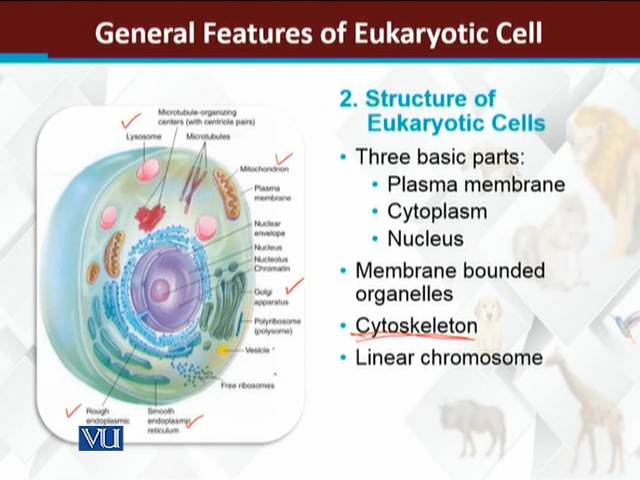 General Features of Eukaryotic Cell
Microtubule-organizing
centers (with centriole pairs)
Lysosome
Microtubules
Mitochondrion
Plasma
membrane
Nuclear
envelope
Nucleus
Nucleolus
Chromatin
Golgi
apparatus
Polyribosome
(polysome)
Vesicle
Free ribosomes
Rough
endoplasmic
Smooth
endoplasmic
reticulum
VU
2. Structure of
Eukaryotic Cells
• Three basic parts:
• Plasma membrane
• Cytoplasm
• Nucleus
• Membrane bounded
organelles
• Cytoskeleton
• Linear chromosome